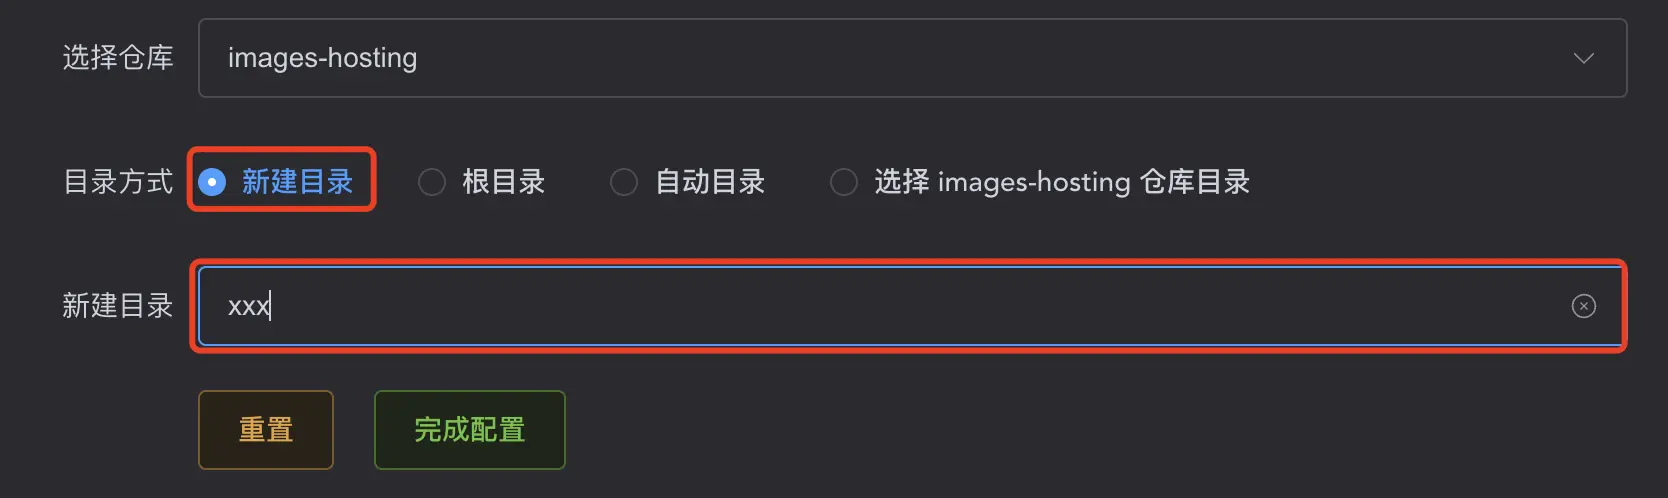 选择仓库 images-hosting
目录方式 新建目录 根目录 自动目录 选择 images-hosting 仓库目录
新建目录 xxx
重置 完成配置